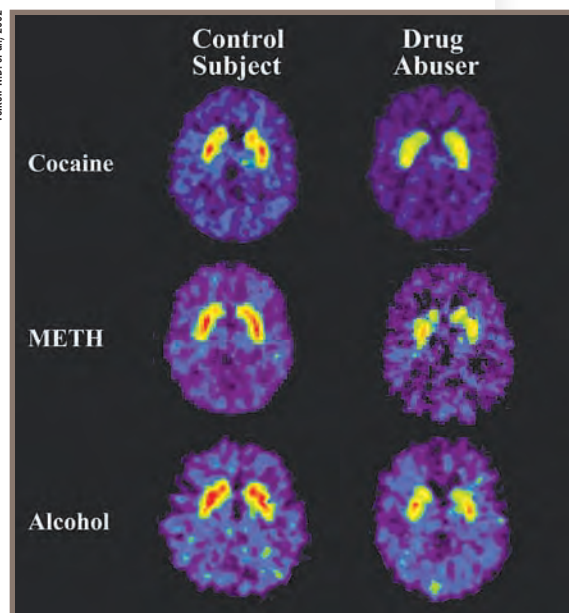 Control
Subject
Drug
Abuser
Cocaine
METH
Alcohol